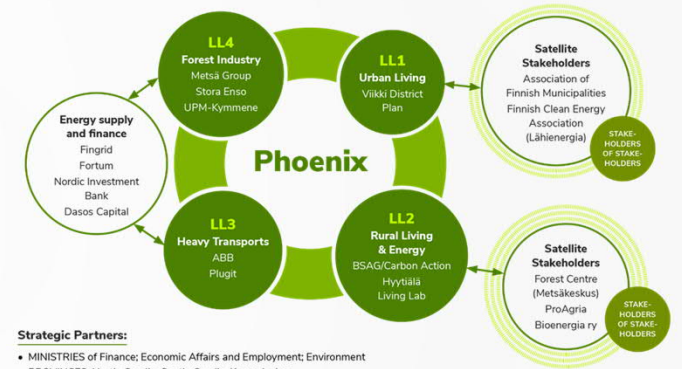 LL4
Forest Industry
Metsä Group
Stora Enso
UPM-Kymmene
LL1
Urban Living
Viikki District
Plan
Satellite
Stakeholders
Association of
Finnish Municipalities
Finnish Clean Energy
Association
(Lähienergia)
STAKE-
HOLDERS
OF STAKE-
HOLDERS
Energy supply
and finance
Fingrid
Fortum
Nordic Investment
Bank
Dasos Capital
Phoenix
LL3
Heavy Transports
ABB
Plugit
LL2
Rural Living
& Energy
BSAG/Carbon Action
Hyytiälä
Living Lab
Satellite
Stakeholders
Forest Centre
(Metsäkeskus)
ProAgria
Bioenergia ry
STAKE-
HOLDERS
OF STAKE-
HOLDERS
Strategic Partners:
• MINISTRIES of Finance; Economic Affairs and Employment; Environment